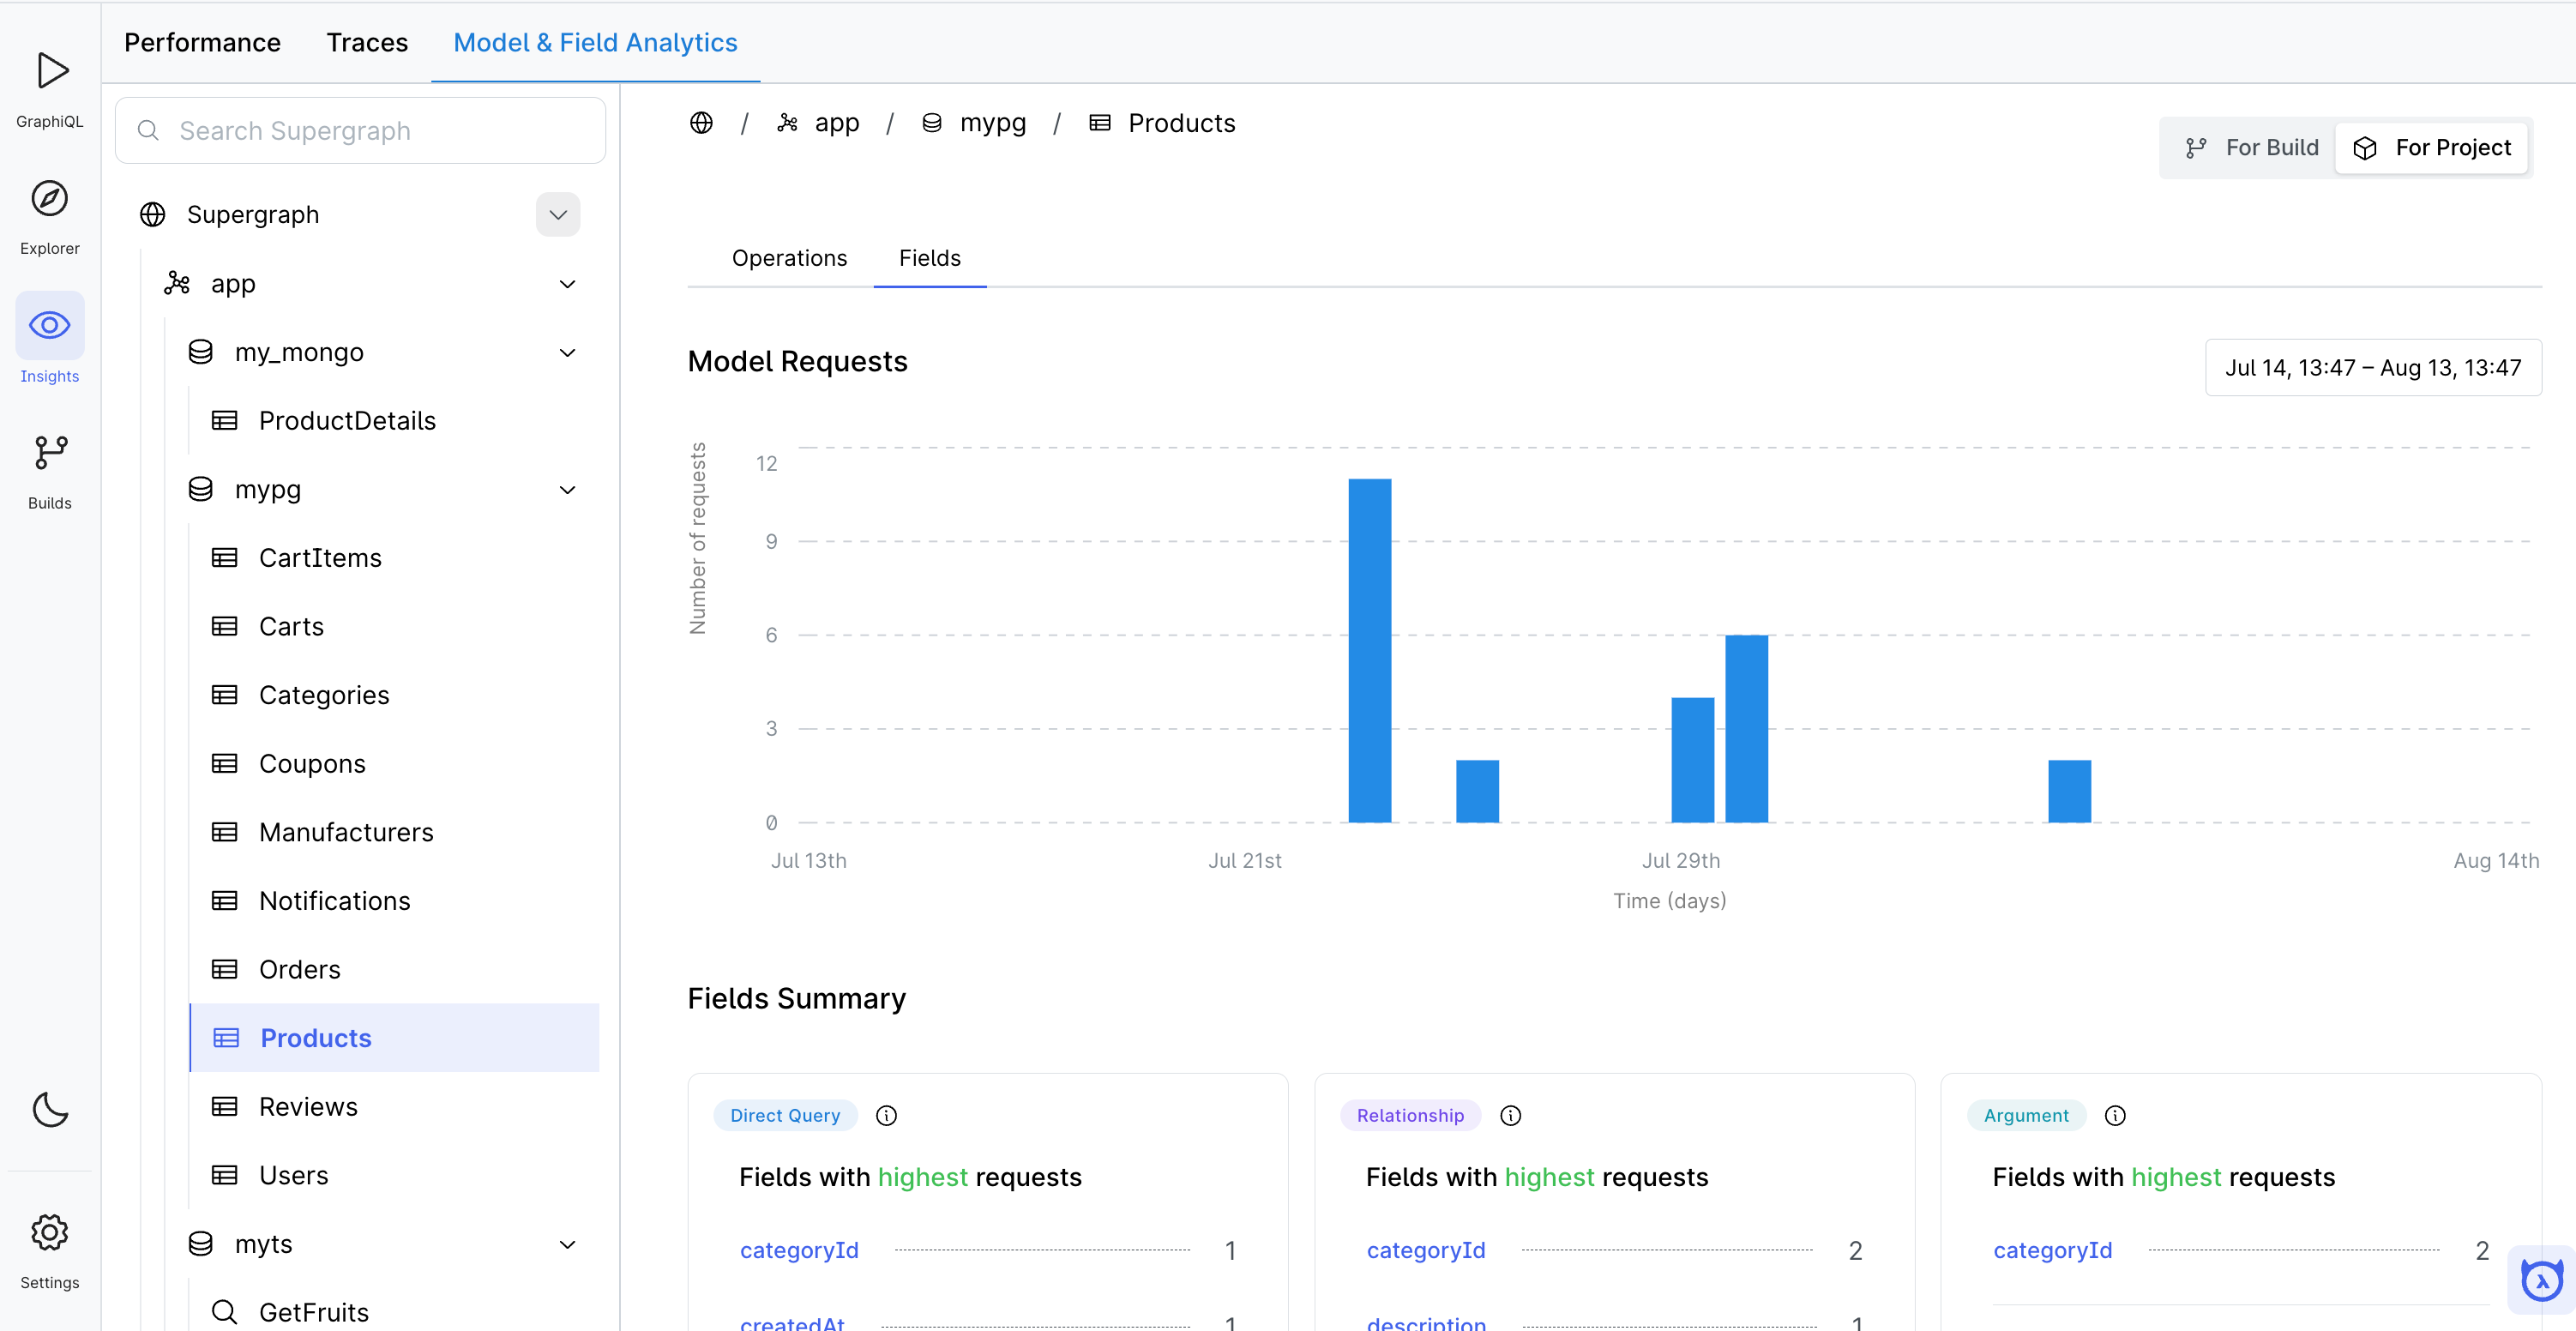 Performance Traces Model & Field Analytics
GraphiQL
Explorer
Insights
Builds
Settings
Search Supergraph
Supergraph
app
my_mongo
ProductDetails
mypg
CartItems
Carts
Categories
Coupons
Manufacturers
Notifications
Orders
Products
Reviews
Users
myts
GetFruits
/ app / mypg / Products
For Build For Project
Operations Fields
Model Requests
Jul 14, 13:47 – Aug 13, 13:47
Number of requests
12
9
6
3
0
Jul 13th Jul 21st Jul 29th Aug 14th
Time (days)
Fields Summary
Direct Query
Fields with highest requests
categoryId 1
createdAt 1
Relationship
Fields with highest requests
categoryId 2
description 1
Argument
Fields with highest requests
categoryId 2